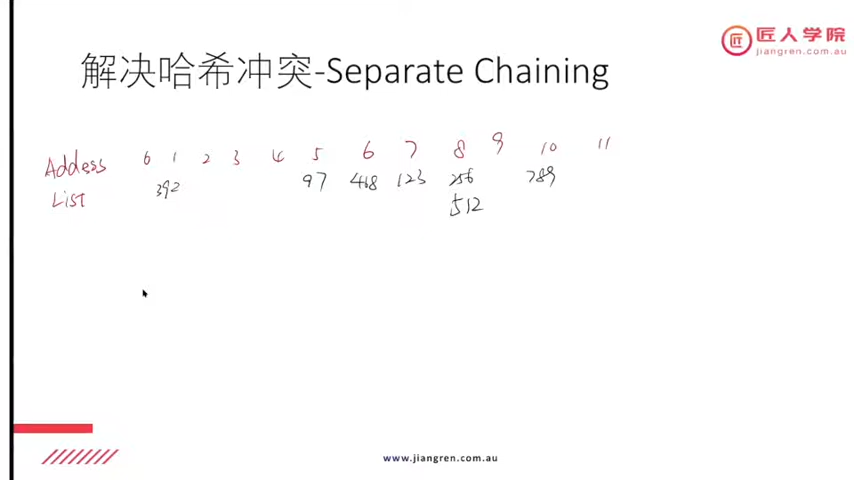 匠人学院
jiangren.com.au
解决哈希冲突-Separate Chaining
Address 0 1 2 3 4 5 6 7 8 9 10 11
List 392 97 468 123 256 789
512
www.jiangren.com.au